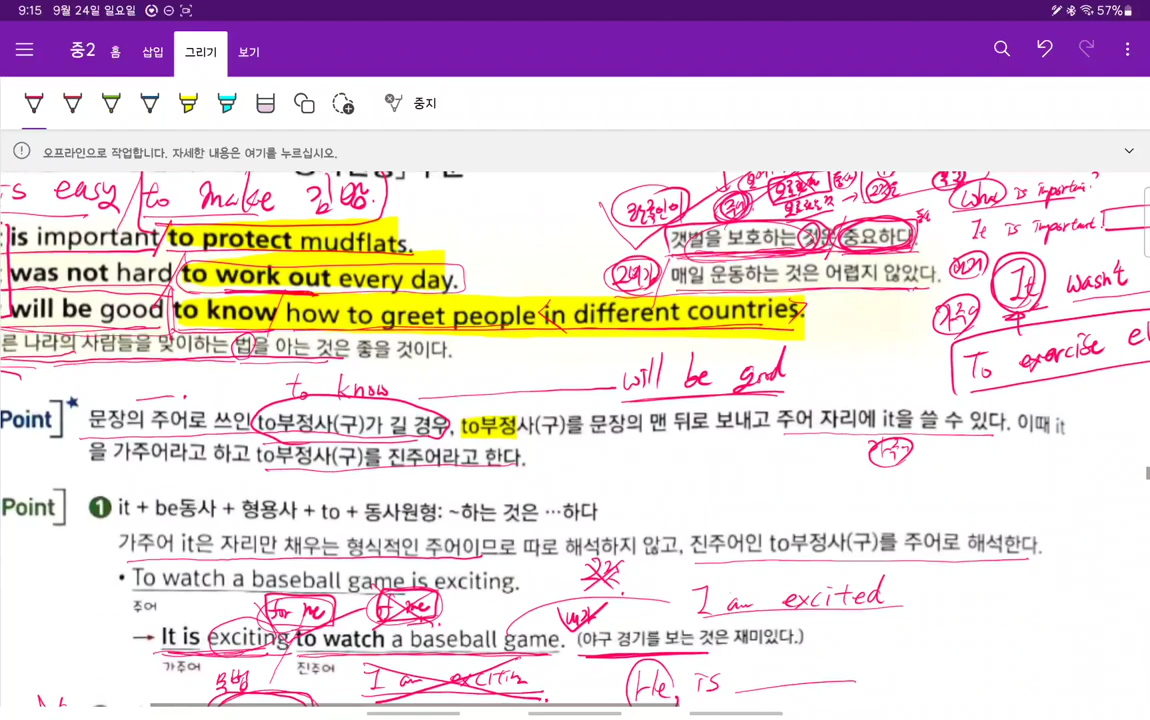 9:15 9월 24일 일요일 57%
중2 홈 삽입 그리기 보기
중지
오프라인으로 작업합니다. 자세한 내용은 여기를 누르십시오.
is easy to make 김밥
What is important?
It is important!
is important to protect mudflats.
갯벌을 보호하는 것은 중요하다.
was not hard to work out every day.
매일 운동하는 것은 어렵지 않았다.
It wasn't
will be good to know how to greet people in different countries.
가주어
To exercise
른 나라의 사람들을 맞이하는 법을 아는 것은 좋을 것이다.
to know will be good
Point 문장의 주어로 쓰인 to부정사(구)가 길 경우, to부정사(구)를 문장의 맨 뒤로 보내고 주어 자리에 it을 쓸 수 있다. 이때 it
을 가주어라고 하고 to부정사(구)를 진주어라고 한다.
가주어
Point 1 it + be동사 + 형용사 + to + 동사원형: ~하는 것은 …하다
가주어 it은 자리만 채우는 형식적인 주어이므로 따로 해석하지 않고, 진주어인 to부정사(구)를 주어로 해석한다.
• To watch a baseball game is exciting.
주어
for me of me
I am excited
→ It is exciting to watch a baseball game. (야구 경기를 보는 것은 재미있다.)
가주어 진주어
I am exciting
He is